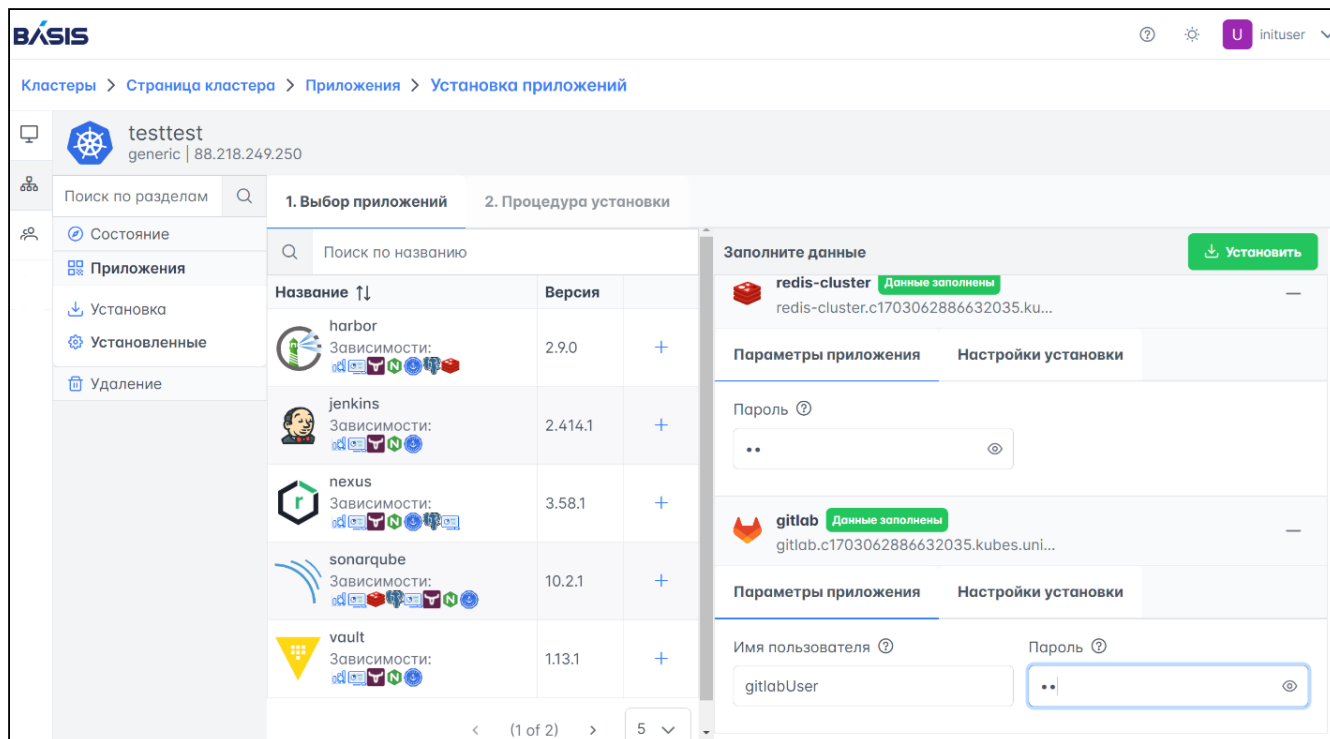 BÁSIS
U inituser
Кластеры > Страница кластера > Приложения > Установка приложений
testtest
generic | 88.218.249.250
Поиск по разделам
Состояние
Приложения
Установка
Установленные
Удаление
1. Выбор приложений
2. Процедура установки
Поиск по названию
Название
Версия
harbor
Зависимости:
2.9.0
+
jenkins
Зависимости:
2.414.1
+
nexus
Зависимости:
3.58.1
+
sonarqube
Зависимости:
10.2.1
+
vault
Зависимости:
1.13.1
+
< (1 of 2) > 5
Заполните данные
Установить
redis-cluster Данные заполнены
redis-cluster.c1703062886632035.ku...
Параметры приложения
Настройки установки
Пароль
••
gitlab Данные заполнены
gitlab.c1703062886632035.kubes.uni...
Параметры приложения
Настройки установки
Имя пользователя
Пароль
gitlabUser
••